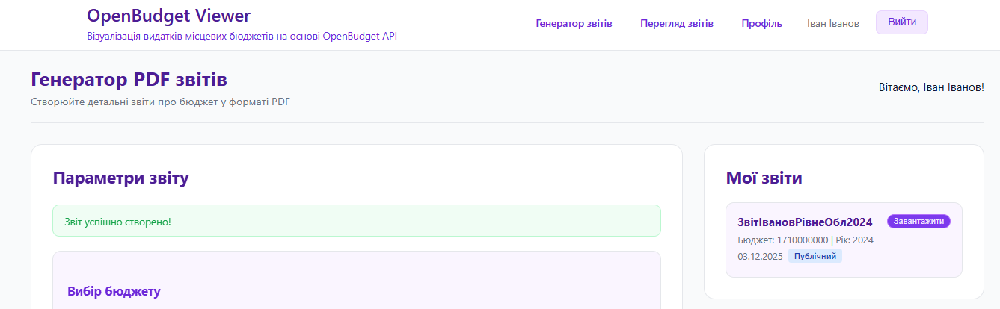 OpenBudget Viewer
Візуалізація видатків місцевих бюджетів на основі OpenBudget API
Генератор звітів Перегляд звітів Профіль Іван Іванов Вийти
Генератор PDF звітів
Створюйте детальні звіти про бюджет у форматі PDF
Вітаємо, Іван Іванов!
Параметри звіту
Звіт успішно створено!
Вибір бюджету
Мої звіти
ЗвітІвановРівнеОбл2024 Завантажити
Бюджет: 1710000000 | Рік: 2024
03.12.2025 Публічний